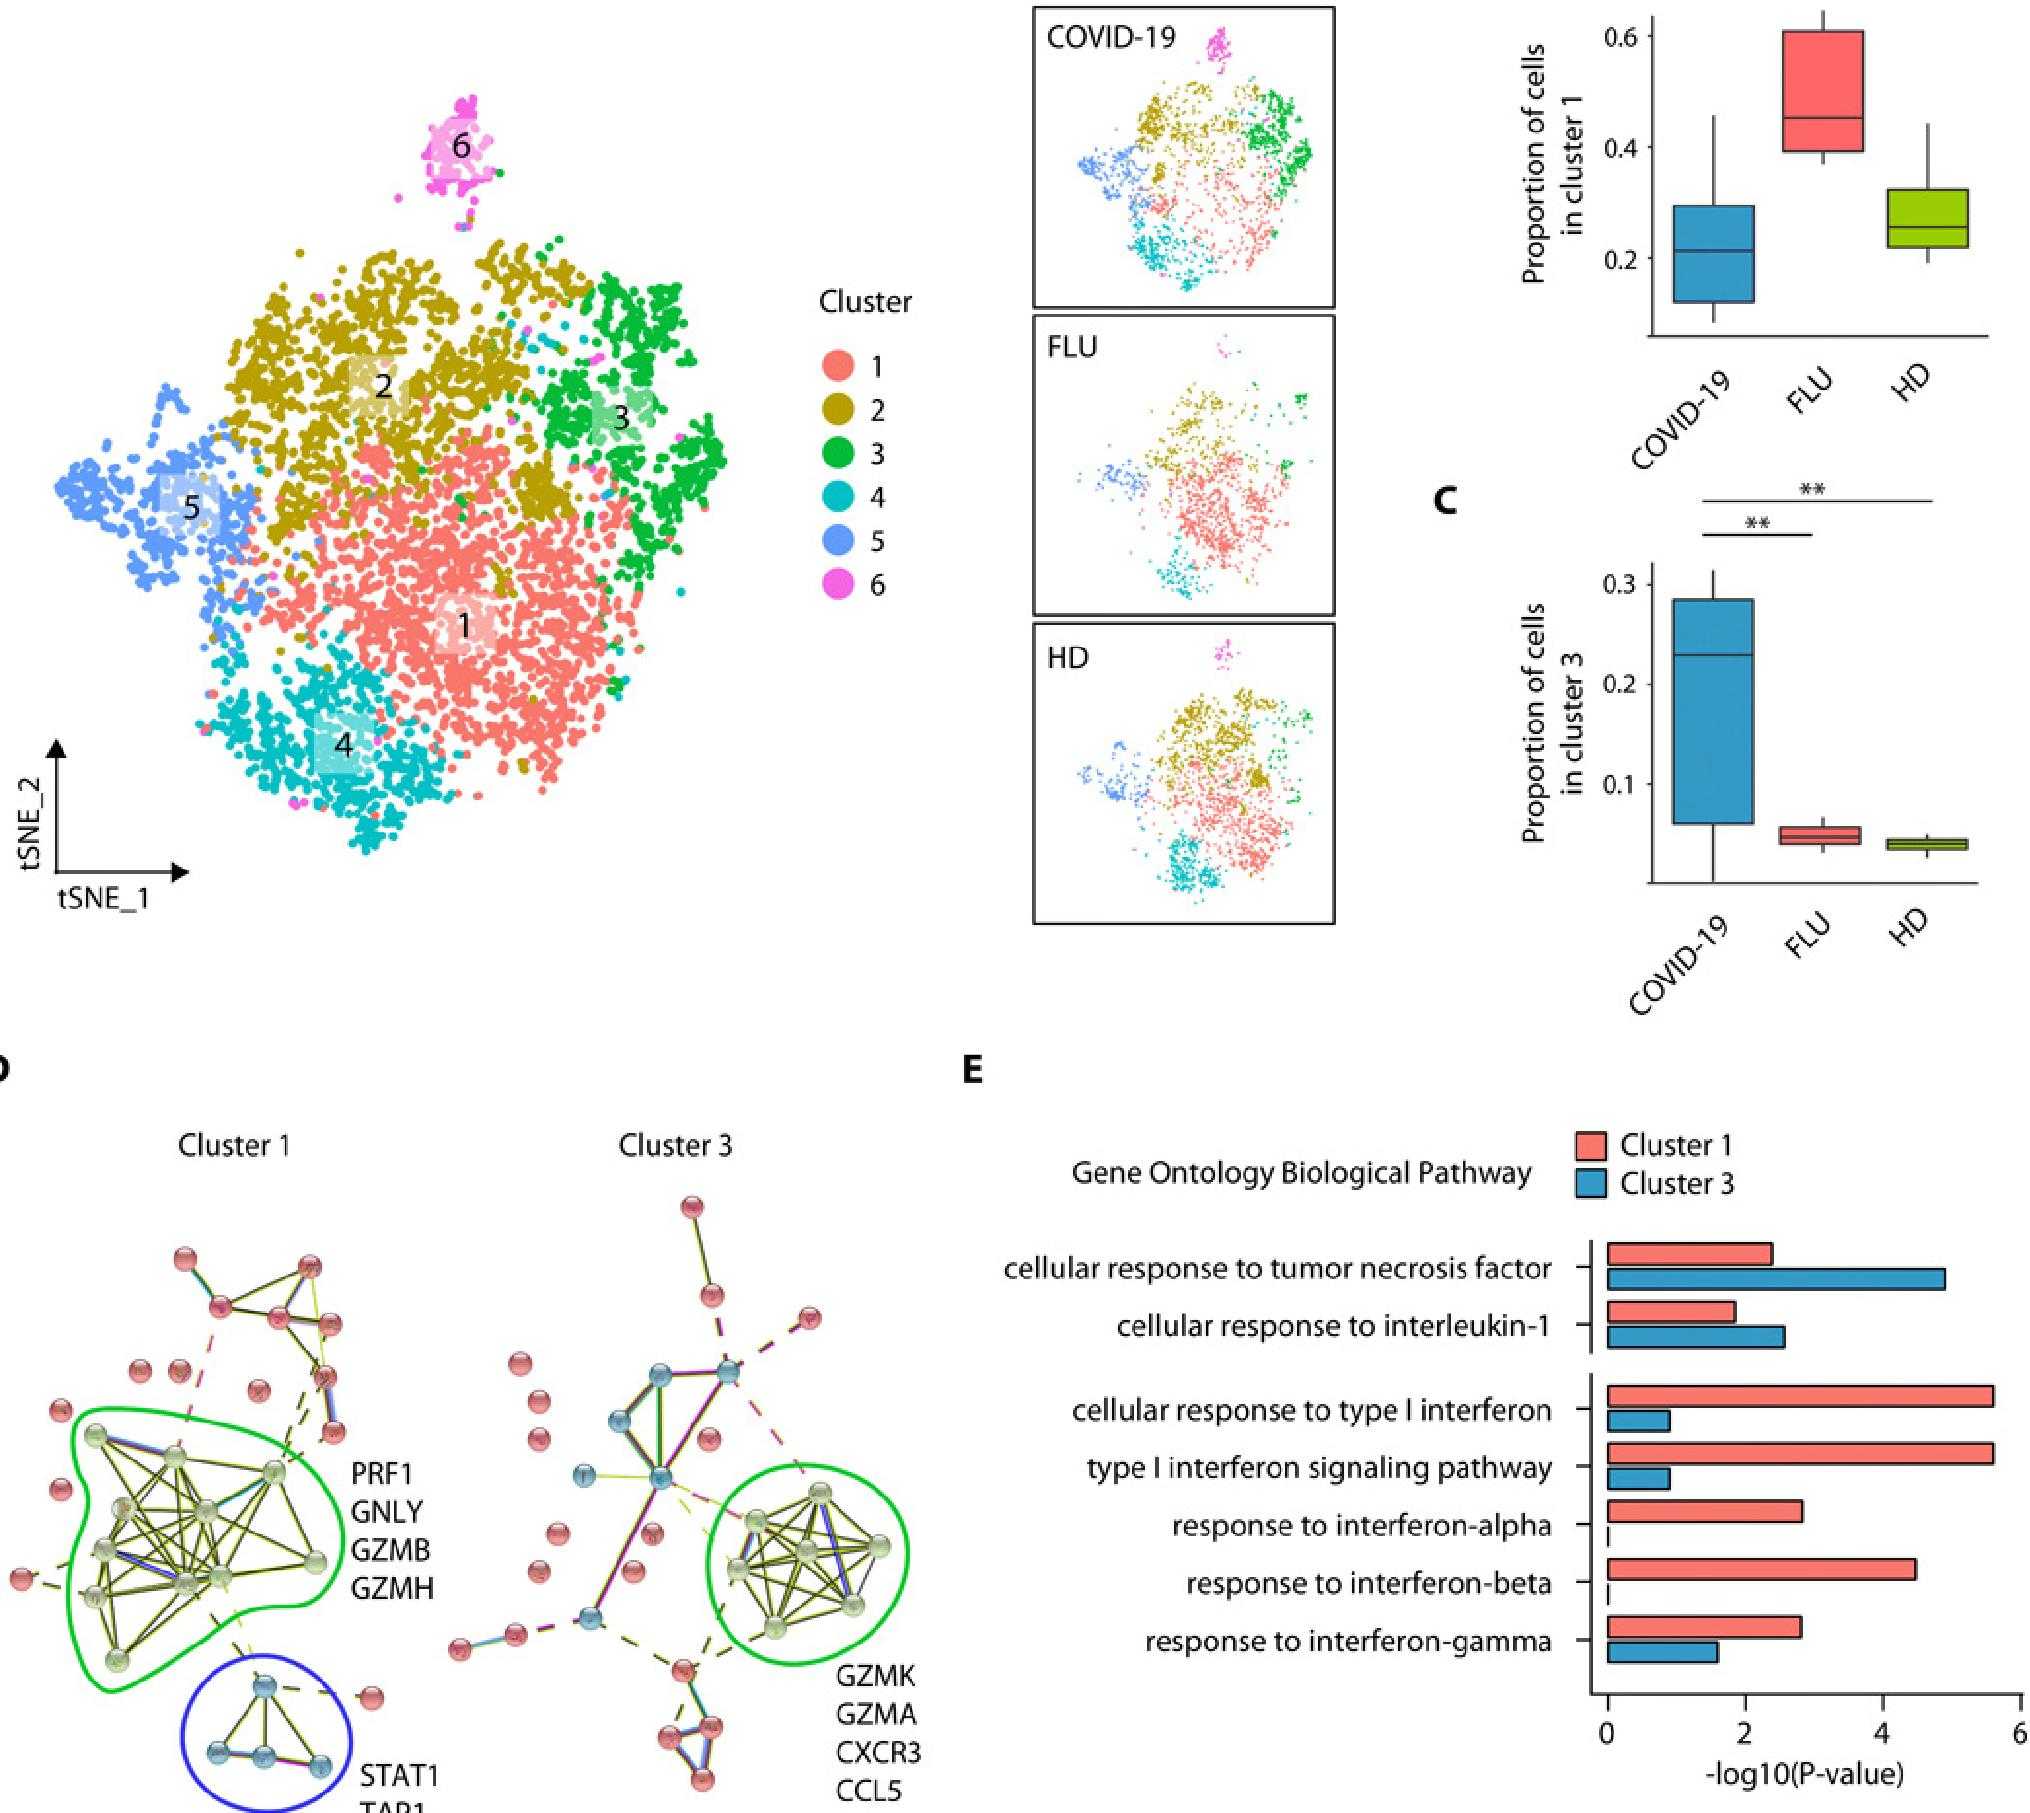 6
2
3
5
1
4
tSNE_2
tSNE_1
Cluster
1
2
3
4
5
6
COVID-19
FLU
HD
Proportion of cells
in cluster 1
0.6
0.4
0.2
COVID-19
FLU
HD
C
**
**
Proportion of cells
in cluster 3
0.3
0.2
0.1
COVID-19
FLU
HD
Cluster 1
Cluster 3
PRF1
GNLY
GZMB
GZMH
STAT1
GZMK
GZMA
CXCR3
CCL5
E
Gene Ontology Biological Pathway
Cluster 1
Cluster 3
cellular response to tumor necrosis factor
cellular response to interleukin-1
cellular response to type I interferon
type I interferon signaling pathway
response to interferon-alpha
response to interferon-beta
response to interferon-gamma
0 2 4 6
-log10(P-value)